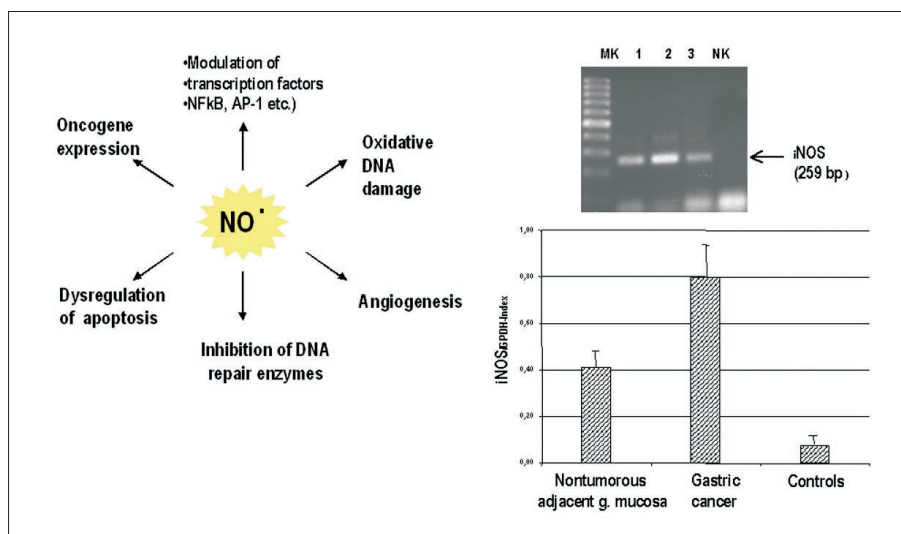 •Modulation of
•transcription factors
•NFkB, AP-1 etc.)
Oncogene
expression
Oxidative
DNA
damage
NO•
Dysregulation
of apoptosis
Angiogenesis
Inhibition of DNA
repair enzymes
MK 1 2 3 NK
iNOS
(259 bp)
1,00
0,80
0,60
0,40
0,20
0,00
iNOS/GPDH-Index
Nontumorous
adjacent g. mucosa
Gastric
cancer
Controls